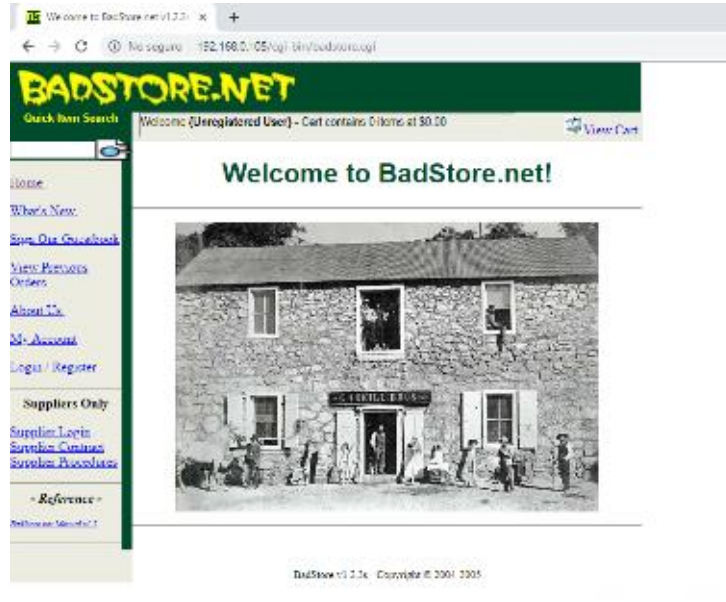 Welcome to BadStore.net v1.2.3
No seguro 192.168.0.105/cgi-bin/badstore.cgi
BADSTORE.NET
Quick Item Search
Welcome {Unregistered User} - Cart contains 0 items at $0.00
View Cart
Welcome to BadStore.net!
Home
What's New
Sign Our Guestbook
View Previous
Orders
About Us
My Account
Login / Register
Suppliers Only
Supplier Login
Supplier Contract
Supplier Procedures
- Reference -
BadStore v1.2.3s Copyright © 2004-2005